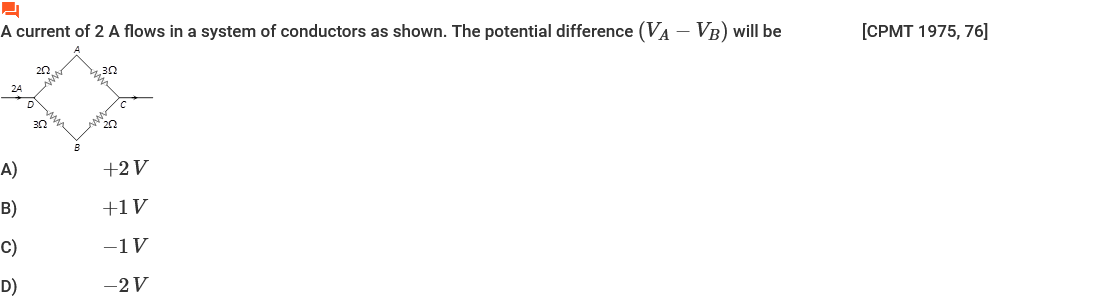 A current of 2 A flows in a system of conductors as shown. The potential difference (V_A − V_B) will be [CPMT 1975, 76]
A
2Ω 3Ω
2A
D C
3Ω 2Ω
B
A) +2 V
B) +1 V
C) −1 V
D) −2 V